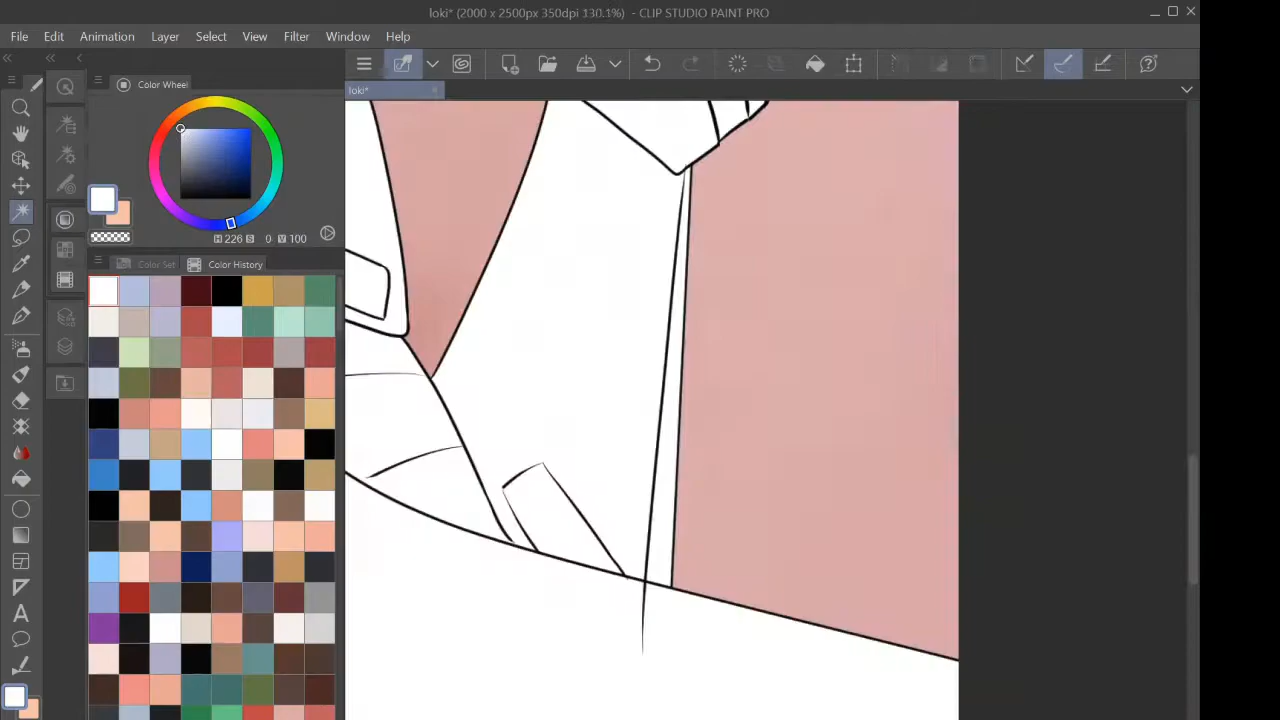 loki* (2000 x 2500px 350dpi 130.1%) - CLIP STUDIO PAINT PRO
File Edit Animation Layer Select View Filter Window Help
loki*
Color Wheel
H 226 S 0 V 100
Color Set Color History